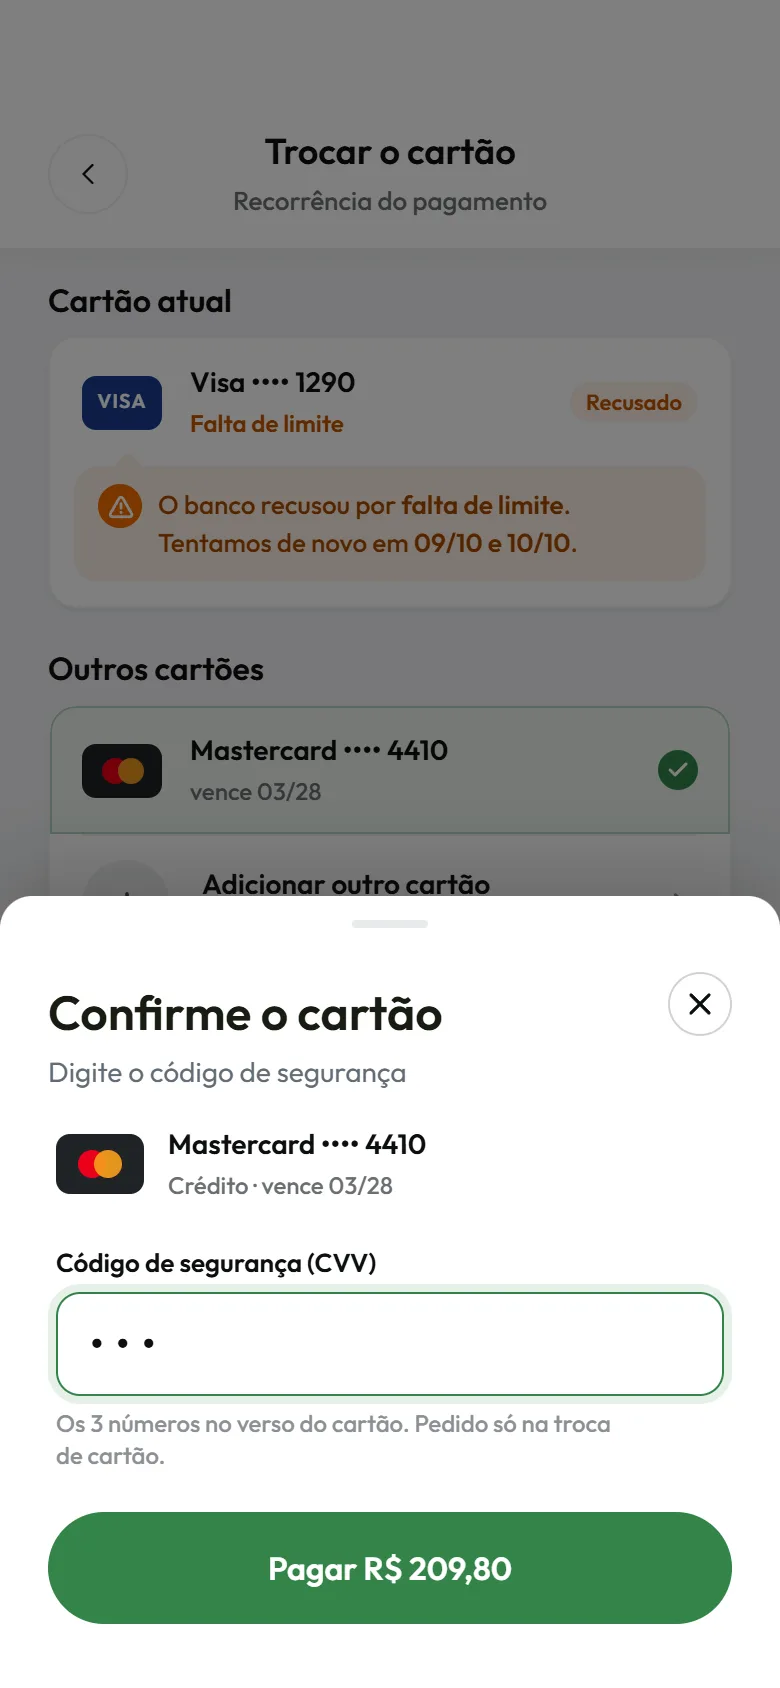 Trocar o cartão
Recorrência do pagamento
Cartão atual
VISA
Visa •••• 1290
Falta de limite
Recusado
O banco recusou por falta de limite.
Tentamos de novo em 09/10 e 10/10.
Outros cartões
Mastercard •••• 4410
vence 03/28
Adicionar outro cartão
Confirme o cartão
Digite o código de segurança
Mastercard •••• 4410
Crédito · vence 03/28
Código de segurança (CVV)
• • •
Os 3 números no verso do cartão. Pedido só na troca
de cartão.
Pagar R$ 209,80